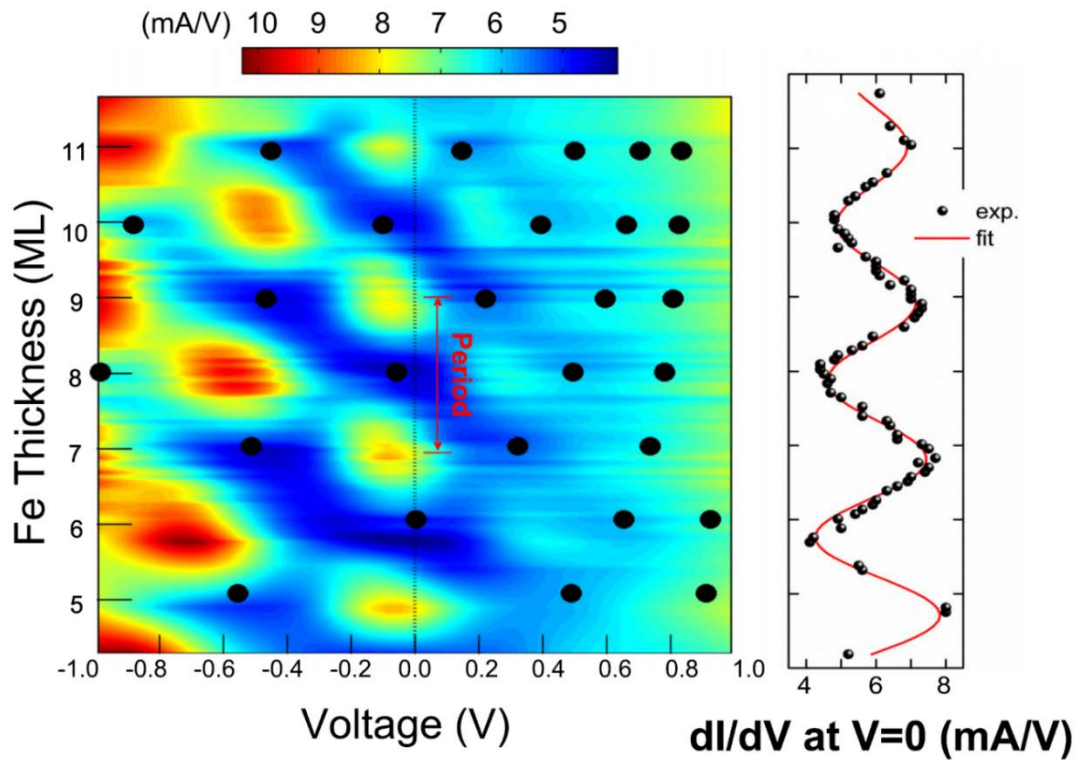 (mA/V) 10 9 8 7 6 5
Fe Thickness (ML)
11
10
9
8
7
6
5
Period
-1.0 -0.8 -0.6 -0.4 -0.2 0.0 0.2 0.4 0.6 0.8 1.0
Voltage (V)
exp.
fit
4 6 8
dI/dV at V=0 (mA/V)